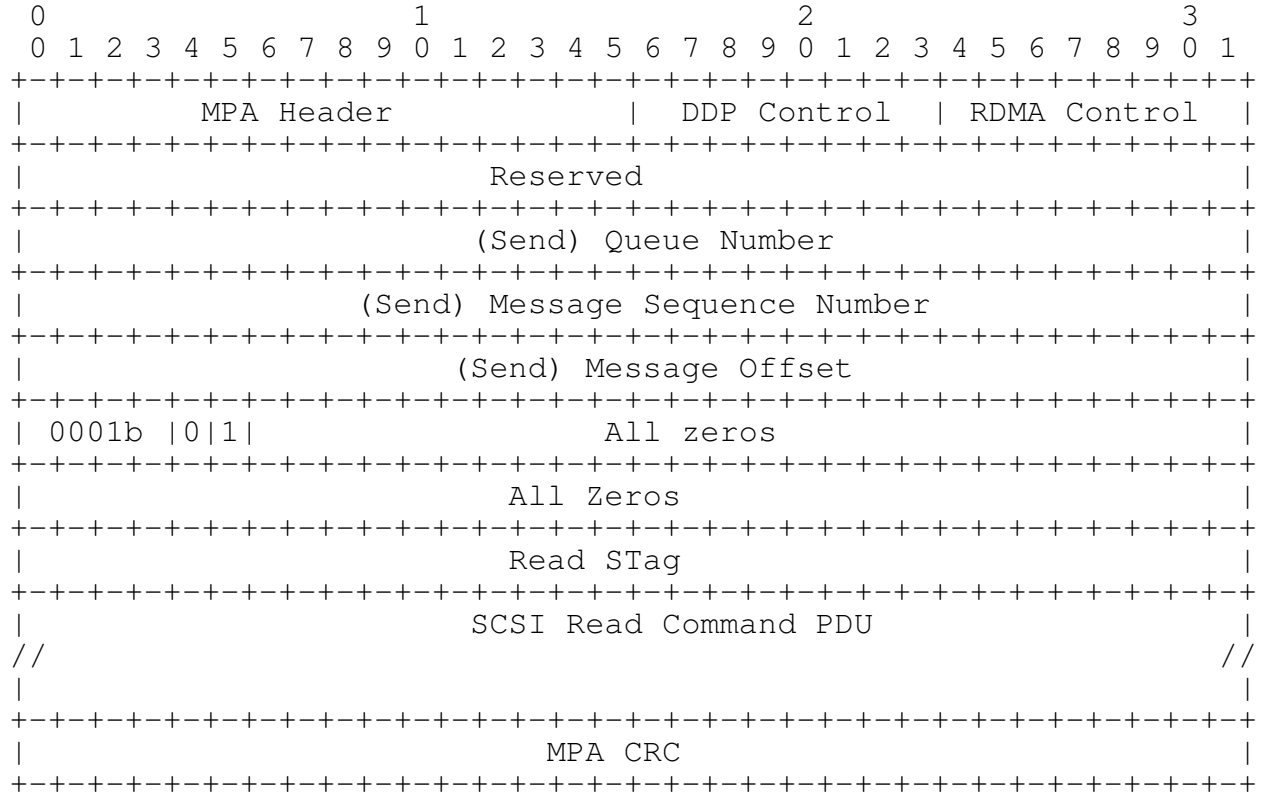 0                   1                   2                   3
 0 1 2 3 4 5 6 7 8 9 0 1 2 3 4 5 6 7 8 9 0 1 2 3 4 5 6 7 8 9 0 1
+-+-+-+-+-+-+-+-+-+-+-+-+-+-+-+-+-+-+-+-+-+-+-+-+-+-+-+-+-+-+-+-+
|         MPA Header            |  DDP Control  | RDMA Control  |
+-+-+-+-+-+-+-+-+-+-+-+-+-+-+-+-+-+-+-+-+-+-+-+-+-+-+-+-+-+-+-+-+
|                        Reserved                               |
+-+-+-+-+-+-+-+-+-+-+-+-+-+-+-+-+-+-+-+-+-+-+-+-+-+-+-+-+-+-+-+-+
|                       (Send) Queue Number                     |
+-+-+-+-+-+-+-+-+-+-+-+-+-+-+-+-+-+-+-+-+-+-+-+-+-+-+-+-+-+-+-+-+
|                 (Send) Message Sequence Number                |
+-+-+-+-+-+-+-+-+-+-+-+-+-+-+-+-+-+-+-+-+-+-+-+-+-+-+-+-+-+-+-+-+
|                      (Send) Message Offset                    |
+-+-+-+-+-+-+-+-+-+-+-+-+-+-+-+-+-+-+-+-+-+-+-+-+-+-+-+-+-+-+-+-+
| 0001b |0|1|                  All zeros                        |
+-+-+-+-+-+-+-+-+-+-+-+-+-+-+-+-+-+-+-+-+-+-+-+-+-+-+-+-+-+-+-+-+
|                         All Zeros                             |
+-+-+-+-+-+-+-+-+-+-+-+-+-+-+-+-+-+-+-+-+-+-+-+-+-+-+-+-+-+-+-+-+
|                         Read STag                             |
+-+-+-+-+-+-+-+-+-+-+-+-+-+-+-+-+-+-+-+-+-+-+-+-+-+-+-+-+-+-+-+-+
|                       SCSI Read Command PDU                   |
//                                                             //
|                                                               |
+-+-+-+-+-+-+-+-+-+-+-+-+-+-+-+-+-+-+-+-+-+-+-+-+-+-+-+-+-+-+-+-+
|                           MPA CRC                             |
+-+-+-+-+-+-+-+-+-+-+-+-+-+-+-+-+-+-+-+-+-+-+-+-+-+-+-+-+-+-+-+-+